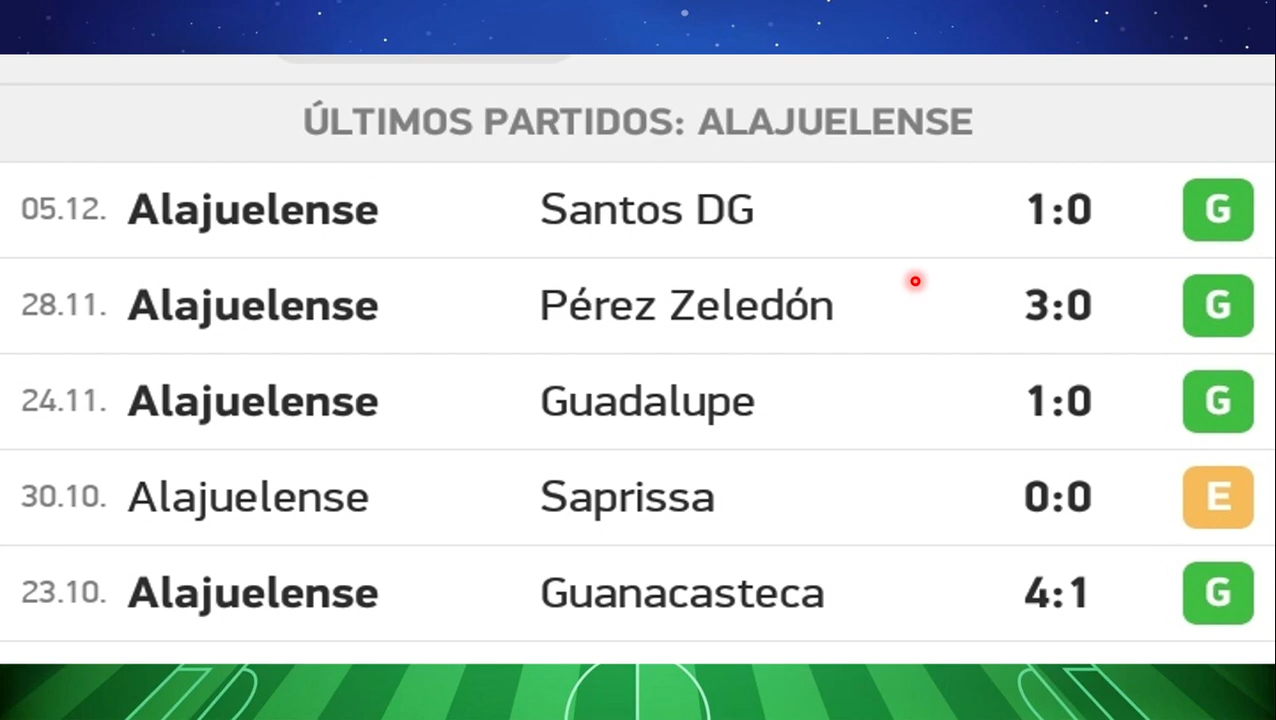 ÚLTIMOS PARTIDOS: ALAJUELENSE
05.12. Alajuelense Santos DG 1:0 G
28.11. Alajuelense Pérez Zeledón 3:0 G
24.11. Alajuelense Guadalupe 1:0 G
30.10. Alajuelense Saprissa 0:0 E
23.10. Alajuelense Guanacasteca 4:1 G